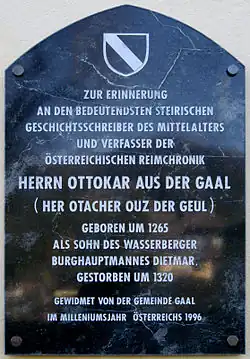 ZUR ERINNERUNG
AN DEN BEDEUTENDSTEN STEIRISCHEN
GESCHICHTSSCHREIBER DES MITTELALTERS
UND VERFASSER DER
ÖSTERREICHISCHEN REIMCHRONIK
HERRN OTTOKAR AUS DER GAAL
( HER OTACHER OUZ DER GEUL )
GEBOREN UM 1265
ALS SOHN DES WASSERBERGER
BURGHAUPTMANNES DIETMAR,
GESTORBEN UM 1320
GEWIDMET VON DER GEMEINDE GAAL
IM MILLENIUMSJAHR ÖSTERREICHS 1996